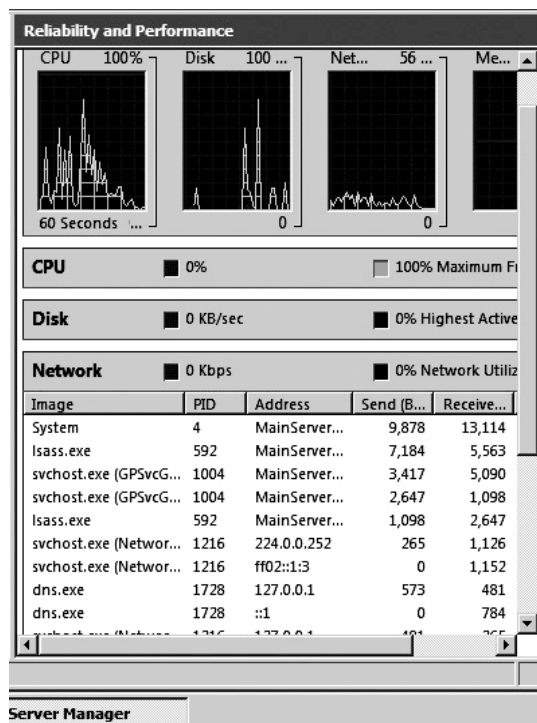 Reliability and Performance
CPU 100% Disk 100 ... Net... 56 ... Me...
60 Seconds 0 0
CPU 0% 100% Maximum Fr
Disk 0 KB/sec 0% Highest Active
Network 0 Kbps 0% Network Utiliz
Image PID Address Send (B... Receive...
System 4 MainServer... 9,878 13,114
lsass.exe 592 MainServer... 7,184 5,563
svchost.exe (GPSvcG... 1004 MainServer... 3,417 5,090
svchost.exe (GPSvcG... 1004 MainServer... 2,647 1,098
lsass.exe 592 MainServer... 1,098 2,647
svchost.exe (Networ... 1216 224.0.0.252 265 1,126
svchost.exe (Networ... 1216 ff02::1:3 0 1,152
dns.exe 1728 127.0.0.1 573 481
dns.exe 1728 ::1 0 784
Server Manager